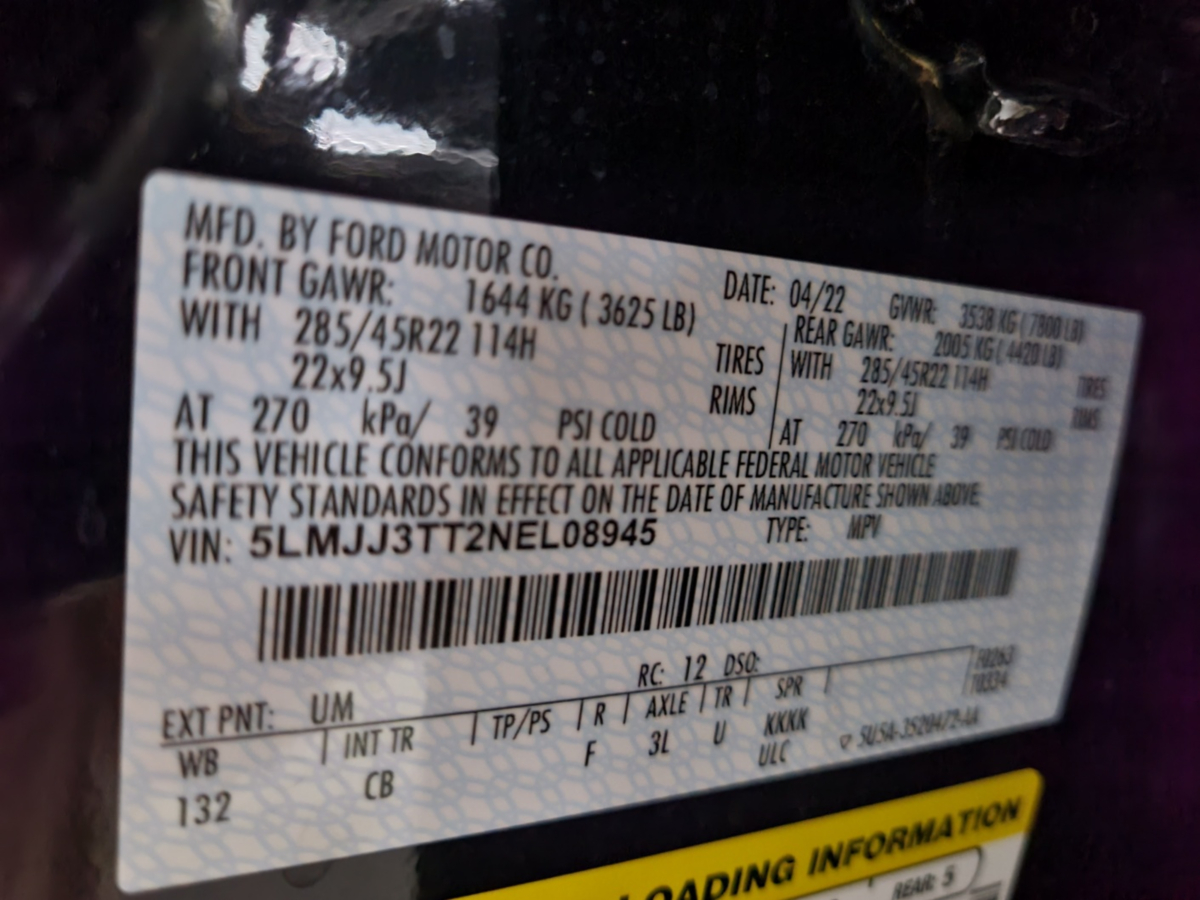 MFD. BY FORD MOTOR CO.
DATE: 04/22 GVWR: 3538 KG ( 7800 LB)
FRONT GAWR: 1644 KG ( 3625 LB)
WITH 285/45R22 114H TIRES
22x9.5J RIMS
AT 270 kPa/ 39 PSI COLD
REAR GAWR: 2005 KG ( 4420 LB)
WITH 285/45R22 114H TIRES
22x9.5J RIMS
AT 270 kPa/ 39 PSI COLD
THIS VEHICLE CONFORMS TO ALL APPLICABLE FEDERAL MOTOR VEHICLE
SAFETY STANDARDS IN EFFECT ON THE DATE OF MANUFACTURE SHOWN ABOVE
VIN: 5LMJJ3TT2NEL08945 TYPE: MPV
EXT PNT: UM RC: 12 DSO:
WB INT TR TP/PS R AXLE TR SPR
132 CB F 3L U KKKK
ULC
OADING INFORMATION
REAR: 5